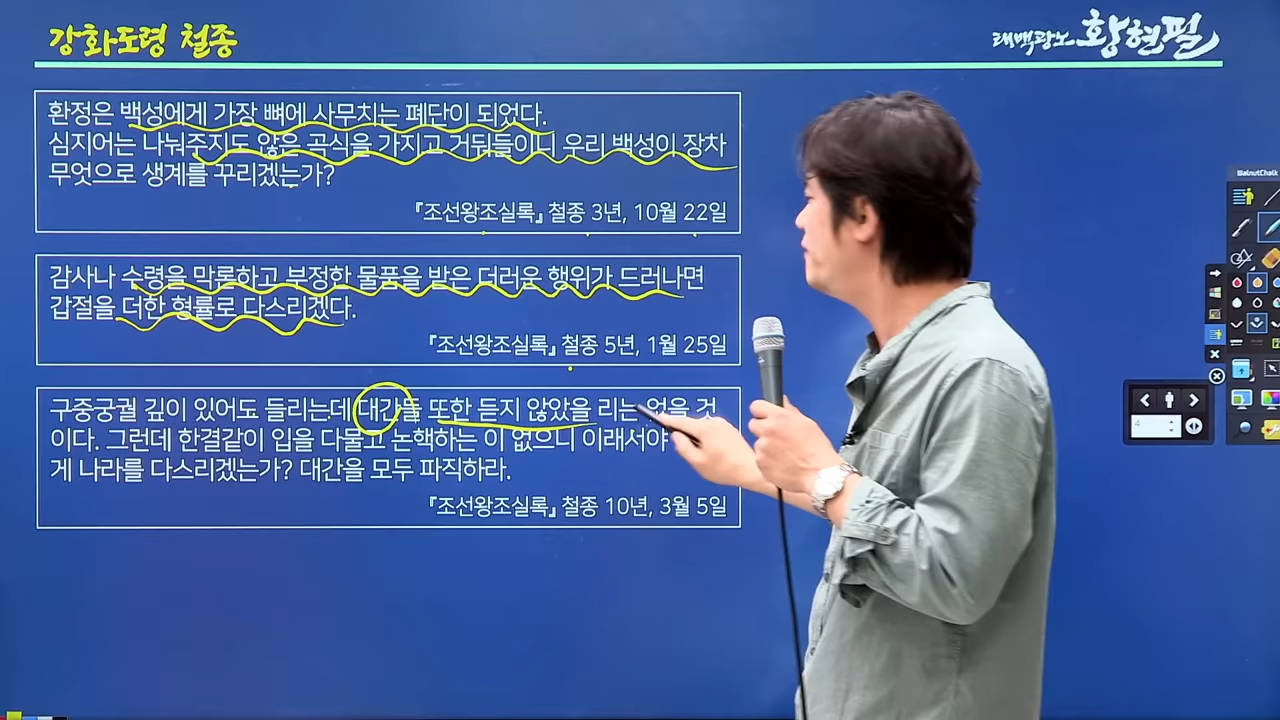 강화도령 철종
태백광노 황현필
환정은 백성에게 가장 뼈에 사무치는 폐단이 되었다.
심지어는 나눠주지도 않은 곡식을 가지고 거둬들이니 우리 백성이 장차
무엇으로 생계를 꾸리겠는가?
『조선왕조실록』 철종 3년, 10월 22일
감사나 수령을 막론하고 부정한 물품을 받은 더러운 행위가 드러나면
갑절을 더한 형률로 다스리겠다.
『조선왕조실록』 철종 5년, 1월 25일
구중궁궐 깊이 있어도 들리는데 대간들 또한 듣지 않았을 리는 없을 것
이다. 그런데 한결같이 입을 다물고 논핵하는 이 없으니 이래서야
게 나라를 다스리겠는가? 대간을 모두 파직하라.
『조선왕조실록』 철종 10년, 3월 5일
WalnutChalk
4